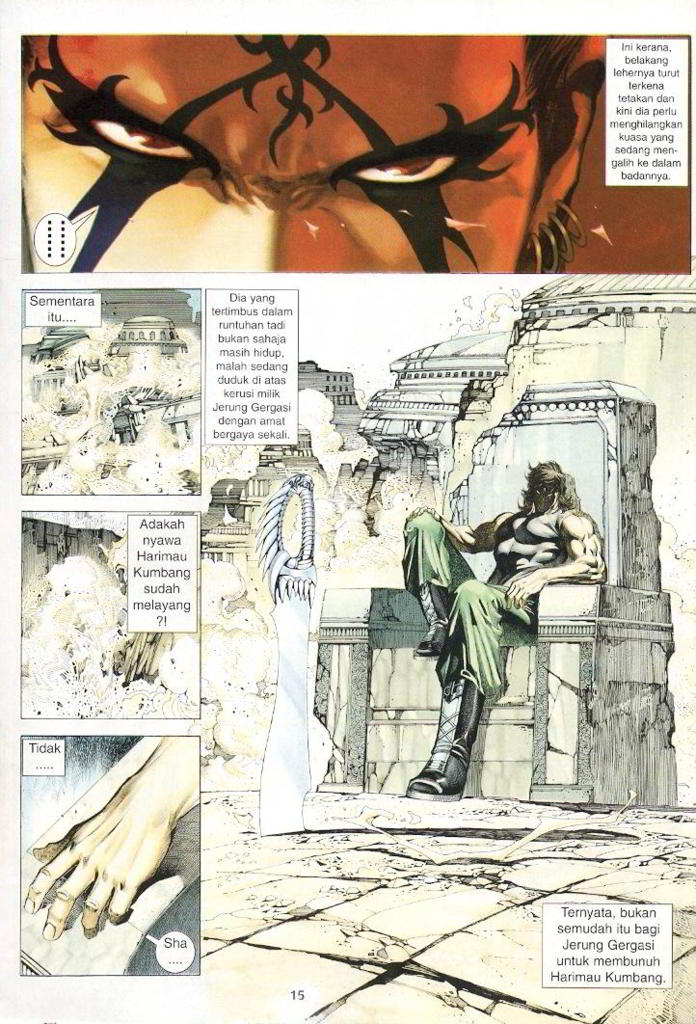 Ini kerana,
belakang
lehernya turut
terkena
tetakan dan
kini dia perlu
menghilangkan
kuasa yang
sedang men-
galih ke dalam
badannya.
!!
Sementara
itu....
Dia yang
tertimbus dalam
runtuhan tadi
bukan sahaja
masih hidup,
malah sedang
duduk di atas
kerusi milik
Jerung Gergasi
dengan amat
bergaya sekali.
Adakah
nyawa
Harimau
Kumbang
sudah
melayang
?!
Tidak
.....
Sha
....
Ternyata, bukan
semudah itu bagi
Jerung Gergasi
untuk membunuh
Harimau Kumbang.
15